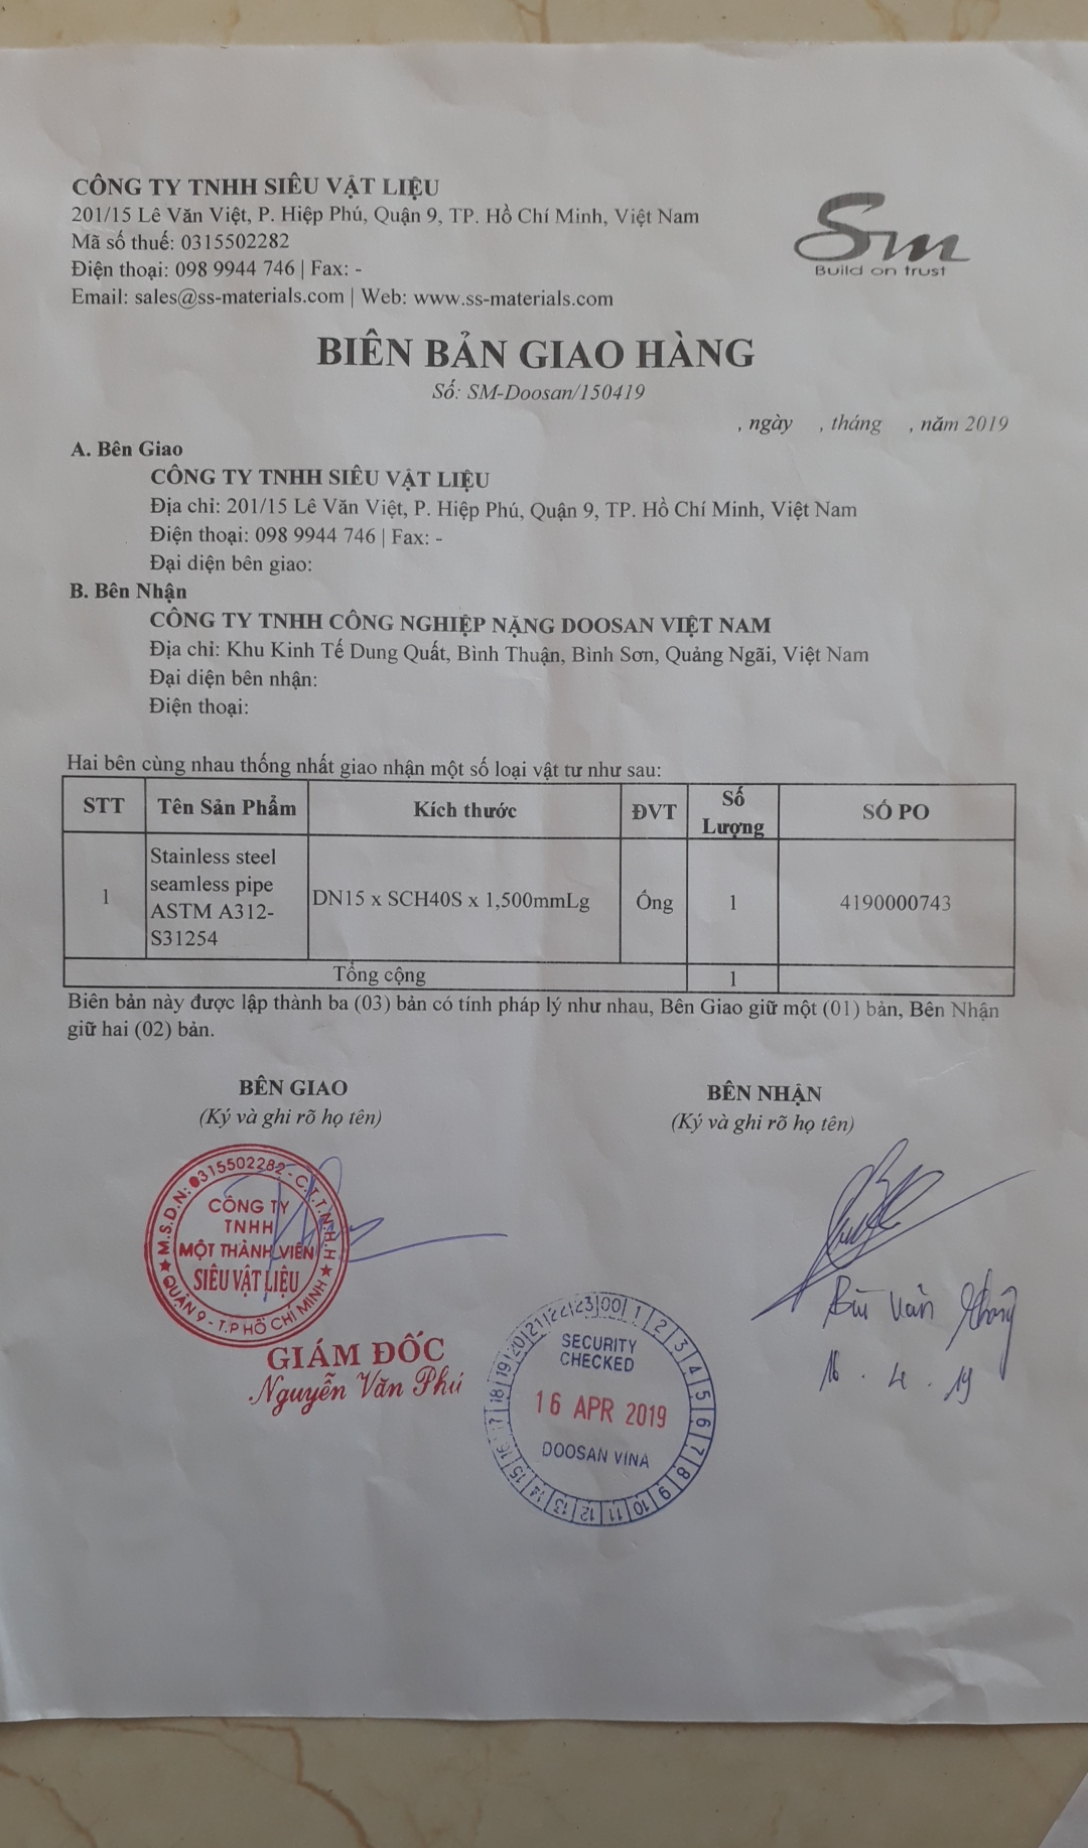 CÔNG TY TNHH SIÊU VẬT LIỆU
201/15 Lê Văn Việt, P. Hiệp Phú, Quận 9, TP. Hồ Chí Minh, Việt Nam
Mã số thuế: 0315502282
Điện thoại: 098 9944 746 | Fax: -
Email: sales@ss-materials.com | Web: www.ss-materials.com
Sm
Build on trust
BIÊN BẢN GIAO HÀNG
Số: SM-Doosan/150419
, ngày , tháng , năm 2019
A. Bên Giao
CÔNG TY TNHH SIÊU VẬT LIỆU
Địa chỉ: 201/15 Lê Văn Việt, P. Hiệp Phú, Quận 9, TP. Hồ Chí Minh, Việt Nam
Điện thoại: 098 9944 746 | Fax: -
Đại diện bên giao:
B. Bên Nhận
CÔNG TY TNHH CÔNG NGHIỆP NẶNG DOOSAN VIỆT NAM
Địa chỉ: Khu Kinh Tế Dung Quất, Bình Thuận, Bình Sơn, Quảng Ngãi, Việt Nam
Đại diện bên nhận:
Điện thoại:
Hai bên cùng nhau thống nhất giao nhận một số loại vật tư như sau:
STT Tên Sản Phẩm Kích thước ĐVT Số Lượng SỐ PO
1 Stainless steel seamless pipe ASTM A312-S31254 DN15 x SCH40S x 1,500mmLg Ống 1 4190000743
Tổng cộng 1
Biên bản này được lập thành ba (03) bản có tính pháp lý như nhau, Bên Giao giữ một (01) bản, Bên Nhận
giữ hai (02) bản.
BÊN GIAO
(Ký và ghi rõ họ tên)
BÊN NHẬN
(Ký và ghi rõ họ tên)
M.S.D.N: 0315502282 - C.T.T.N.H.H
CÔNG TY
TNHH
MỘT THÀNH VIÊN
SIÊU VẬT LIỆU
QUẬN 9 - T.P HỒ CHÍ MINH
GIÁM ĐỐC
Nguyễn Văn Phú
Bùi Văn
16 . 4 . 19
00 1 2 3 4 5 6 7 8 9 10 11 12 13 14 15 16 17 18 19 20 21 22 23
SECURITY
CHECKED
16 APR 2019
DOOSAN VINA